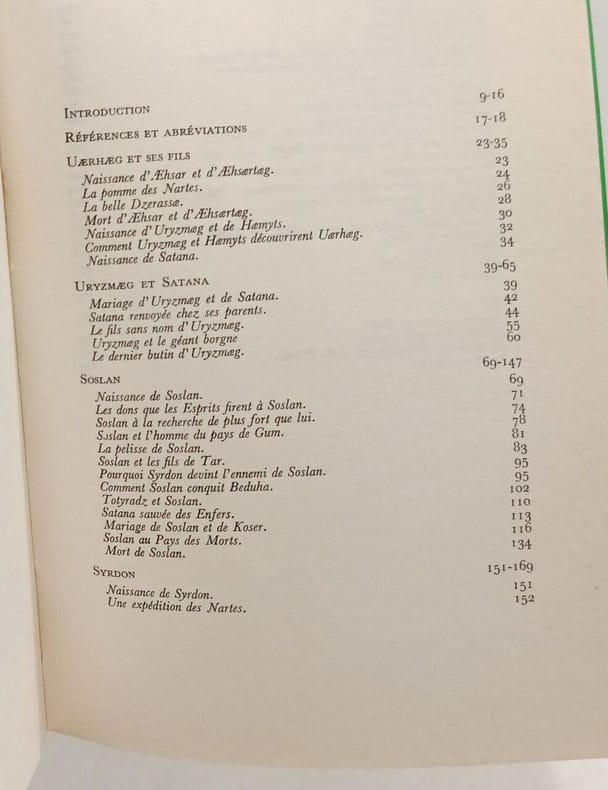 INTRODUCTION 9-16
RÉFÉRENCES ET ABRÉVIATIONS 17-18
UÆRHÆG ET SES FILS 23-35
Naissance d'Æhsar et d'Æhsærtæg. 23
La pomme des Nartes. 24
La belle Dzerassæ. 26
Mort d'Æhsar et d'Æhsærtæg. 28
Naissance d'Uryzmæg et de Hæmyts. 30
Comment Uryzmæg et Hæmyts découvrirent Uærhæg. 32
Naissance de Satana. 34
URYZMÆG ET SATANA 39-65
Mariage d'Uryzmæg et de Satana. 39
Satana renvoyée chez ses parents. 42
Le fils sans nom d'Uryzmæg. 44
Uryzmæg et le géant borgne 55
Le dernier butin d'Uryzmæg. 60
SOSLAN 69-147
Naissance de Soslan. 69
Les dons que les Esprits firent à Soslan. 71
Soslan à la recherche de plus fort que lui. 74
Soslan et l'homme du pays de Gum. 78
La pelisse de Soslan. 81
Soslan et les fils de Tar. 83
Pourquoi Syrdon devint l'ennemi de Soslan. 95
Comment Soslan conquit Beduha. 95
Totyradz et Soslan. 102
Satana sauvée des Enfers. 110
Mariage de Soslan et de Koser. 113
Soslan au Pays des Morts. 116
Mort de Soslan. 134
SYRDON 151-169
Naissance de Syrdon. 151
Une expédition des Nartes. 152